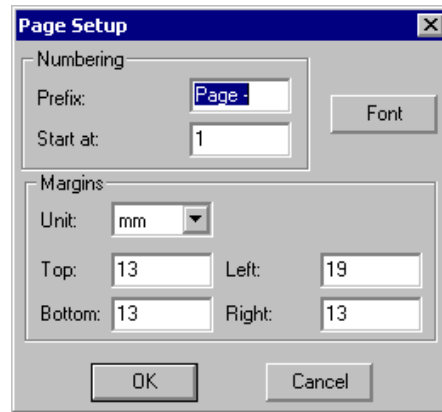 Page Setup
Numbering
Prefix: Page -
Font
Start at: 1
Margins
Unit: mm
Top: 13 Left: 19
Bottom: 13 Right: 13
OK Cancel